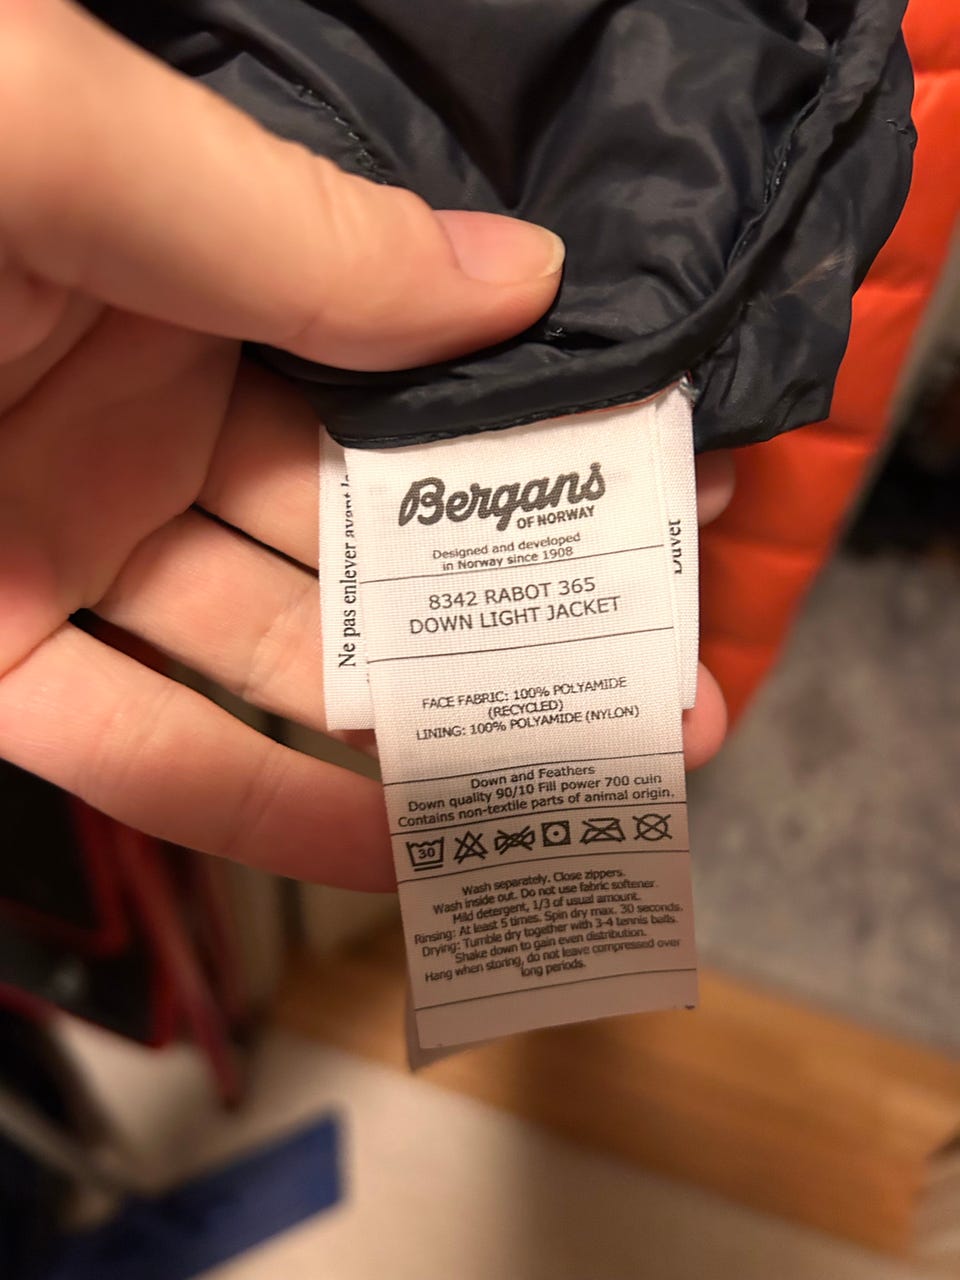 Bergans
OF NORWAY
Designed and developed
in Norway since 1908
8342 RABOT 365
DOWN LIGHT JACKET
FACE FABRIC: 100% POLYAMIDE
(RECYCLED)
LINING: 100% POLYAMIDE (NYLON)
Down and Feathers
Down quality 90/10 Fill power 700 cuin
Contains non-textile parts of animal origin.
30
Wash separately. Close zippers.
Wash inside out. Do not use fabric softener.
Mild detergent, 1/3 of usual amount.
Rinsing: At least 5 times. Spin dry max. 30 seconds.
Drying: Tumble dry together with 3-4 tennis balls.
Shake down to gain even distribution.
Hang when storing, do not leave compressed over
long periods.
Ne pas enlever avant
Duvet